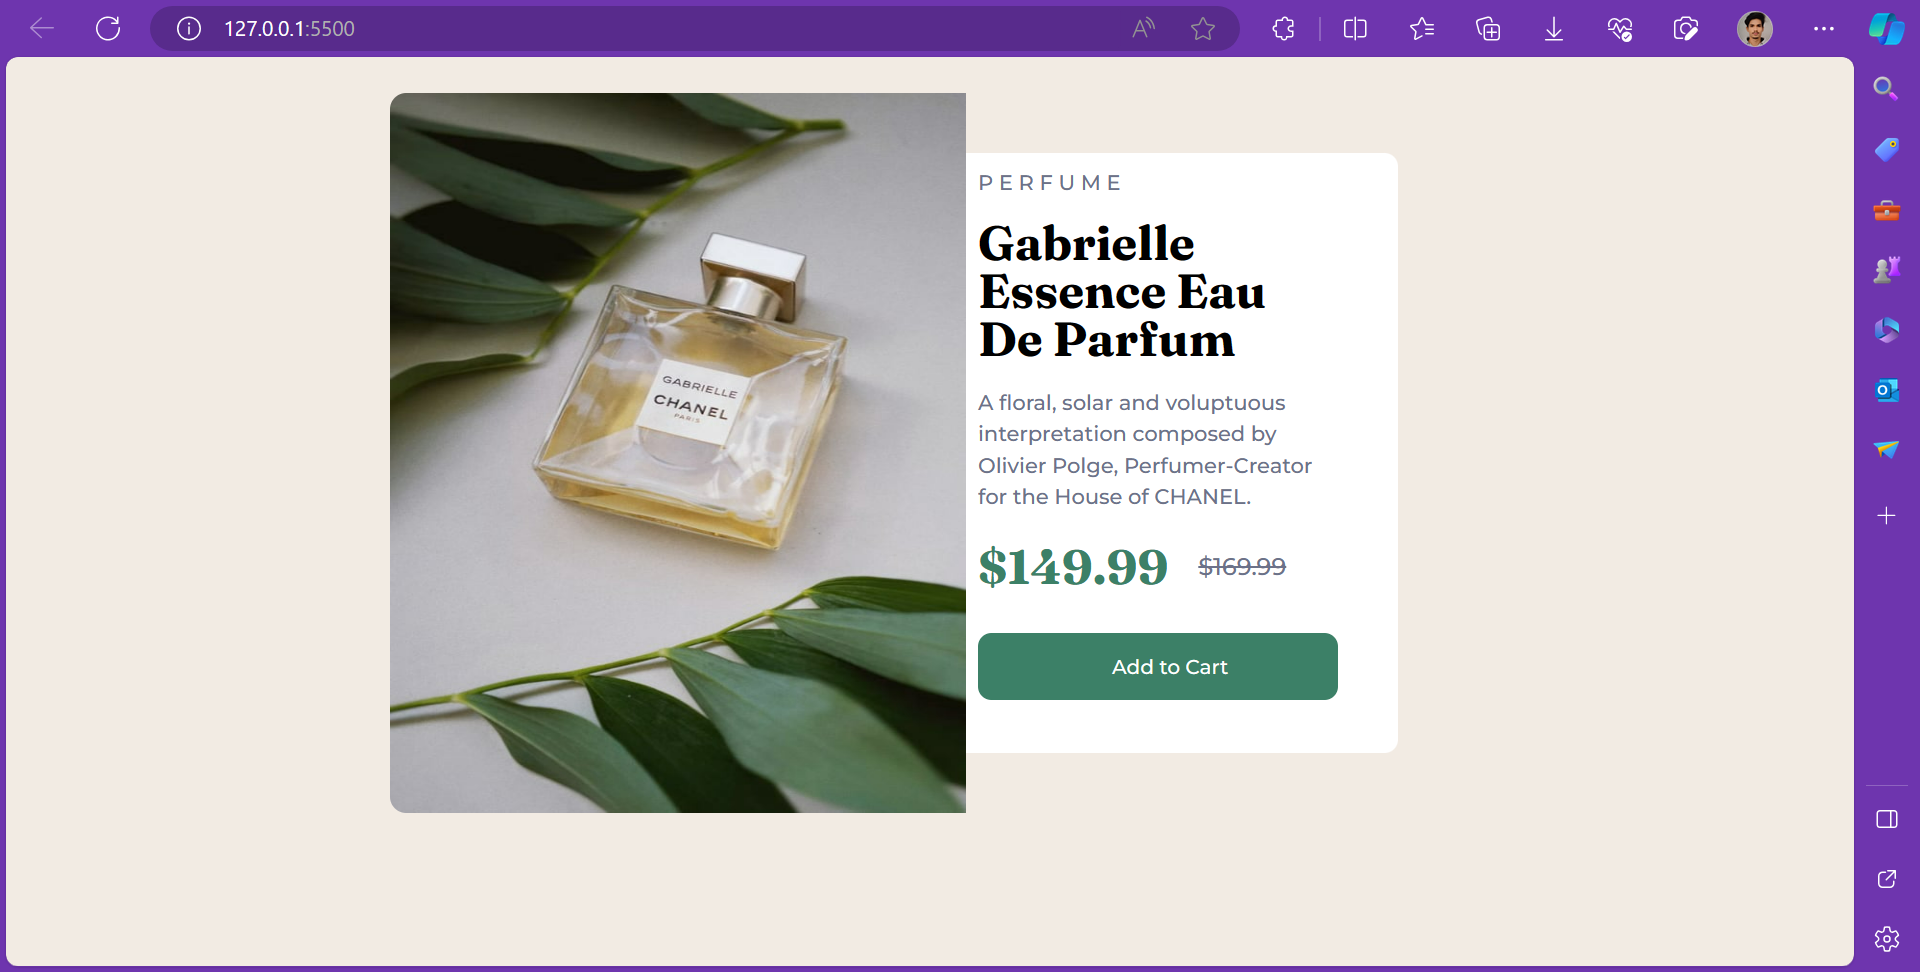 127.0.0.1:5500
GABRIELLE
CHANEL
PARIS
PERFUME
Gabrielle
Essence Eau
De Parfum
A floral, solar and voluptuous
interpretation composed by
Olivier Polge, Perfumer-Creator
for the House of CHANEL.
$149.99 $169.99
Add to Cart